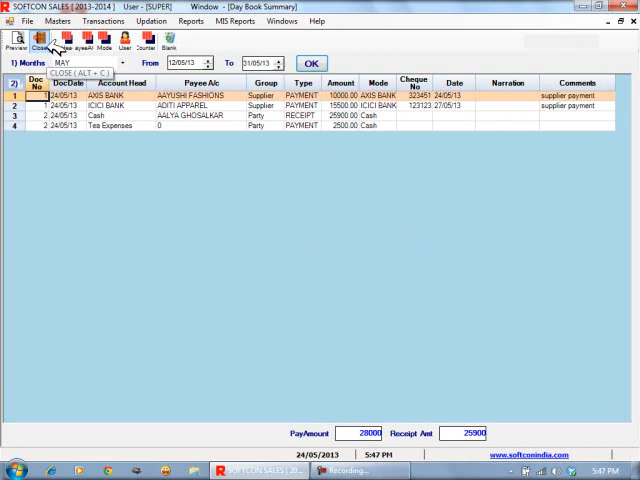 SOFTCON SALES [ 2013-2014 ] User - [SUPER] Window - [Day Book Summary]
File Masters Transactions Updation Reports MIS Reports Windows Help
Preview Close Mode User Counter Blank
1) Months MAY From 12/05/13 To 31/05/13 OK
CLOSE ( ALT + C )
2) Doc No DocDate Account Head Payee A/c Group Type Amount Mode Cheque No Date Narration Comments
1 1 24/05/13 AXIS BANK AAYUSHI FASHIONS Supplier PAYMENT 10000.00 AXIS BANK 323451 24/05/13 supplier payment
2 1 24/05/13 ICICI BANK ADITI APPAREL Supplier PAYMENT 15500.00 ICICI BANK 123123 27/05/13 supplier payment
3 2 24/05/13 Cash AALYA GHOSALKAR Party RECEIPT 25900.00 Cash
4 2 24/05/13 Tea Expenses 0 Party PAYMENT 2500.00 Cash
PayAmount 28000 Receipt Amt 25900
24/05/2013 5:47 PM www.softconindia.com
SOFTCON SALES [ 20... Recording... 5:47 PM